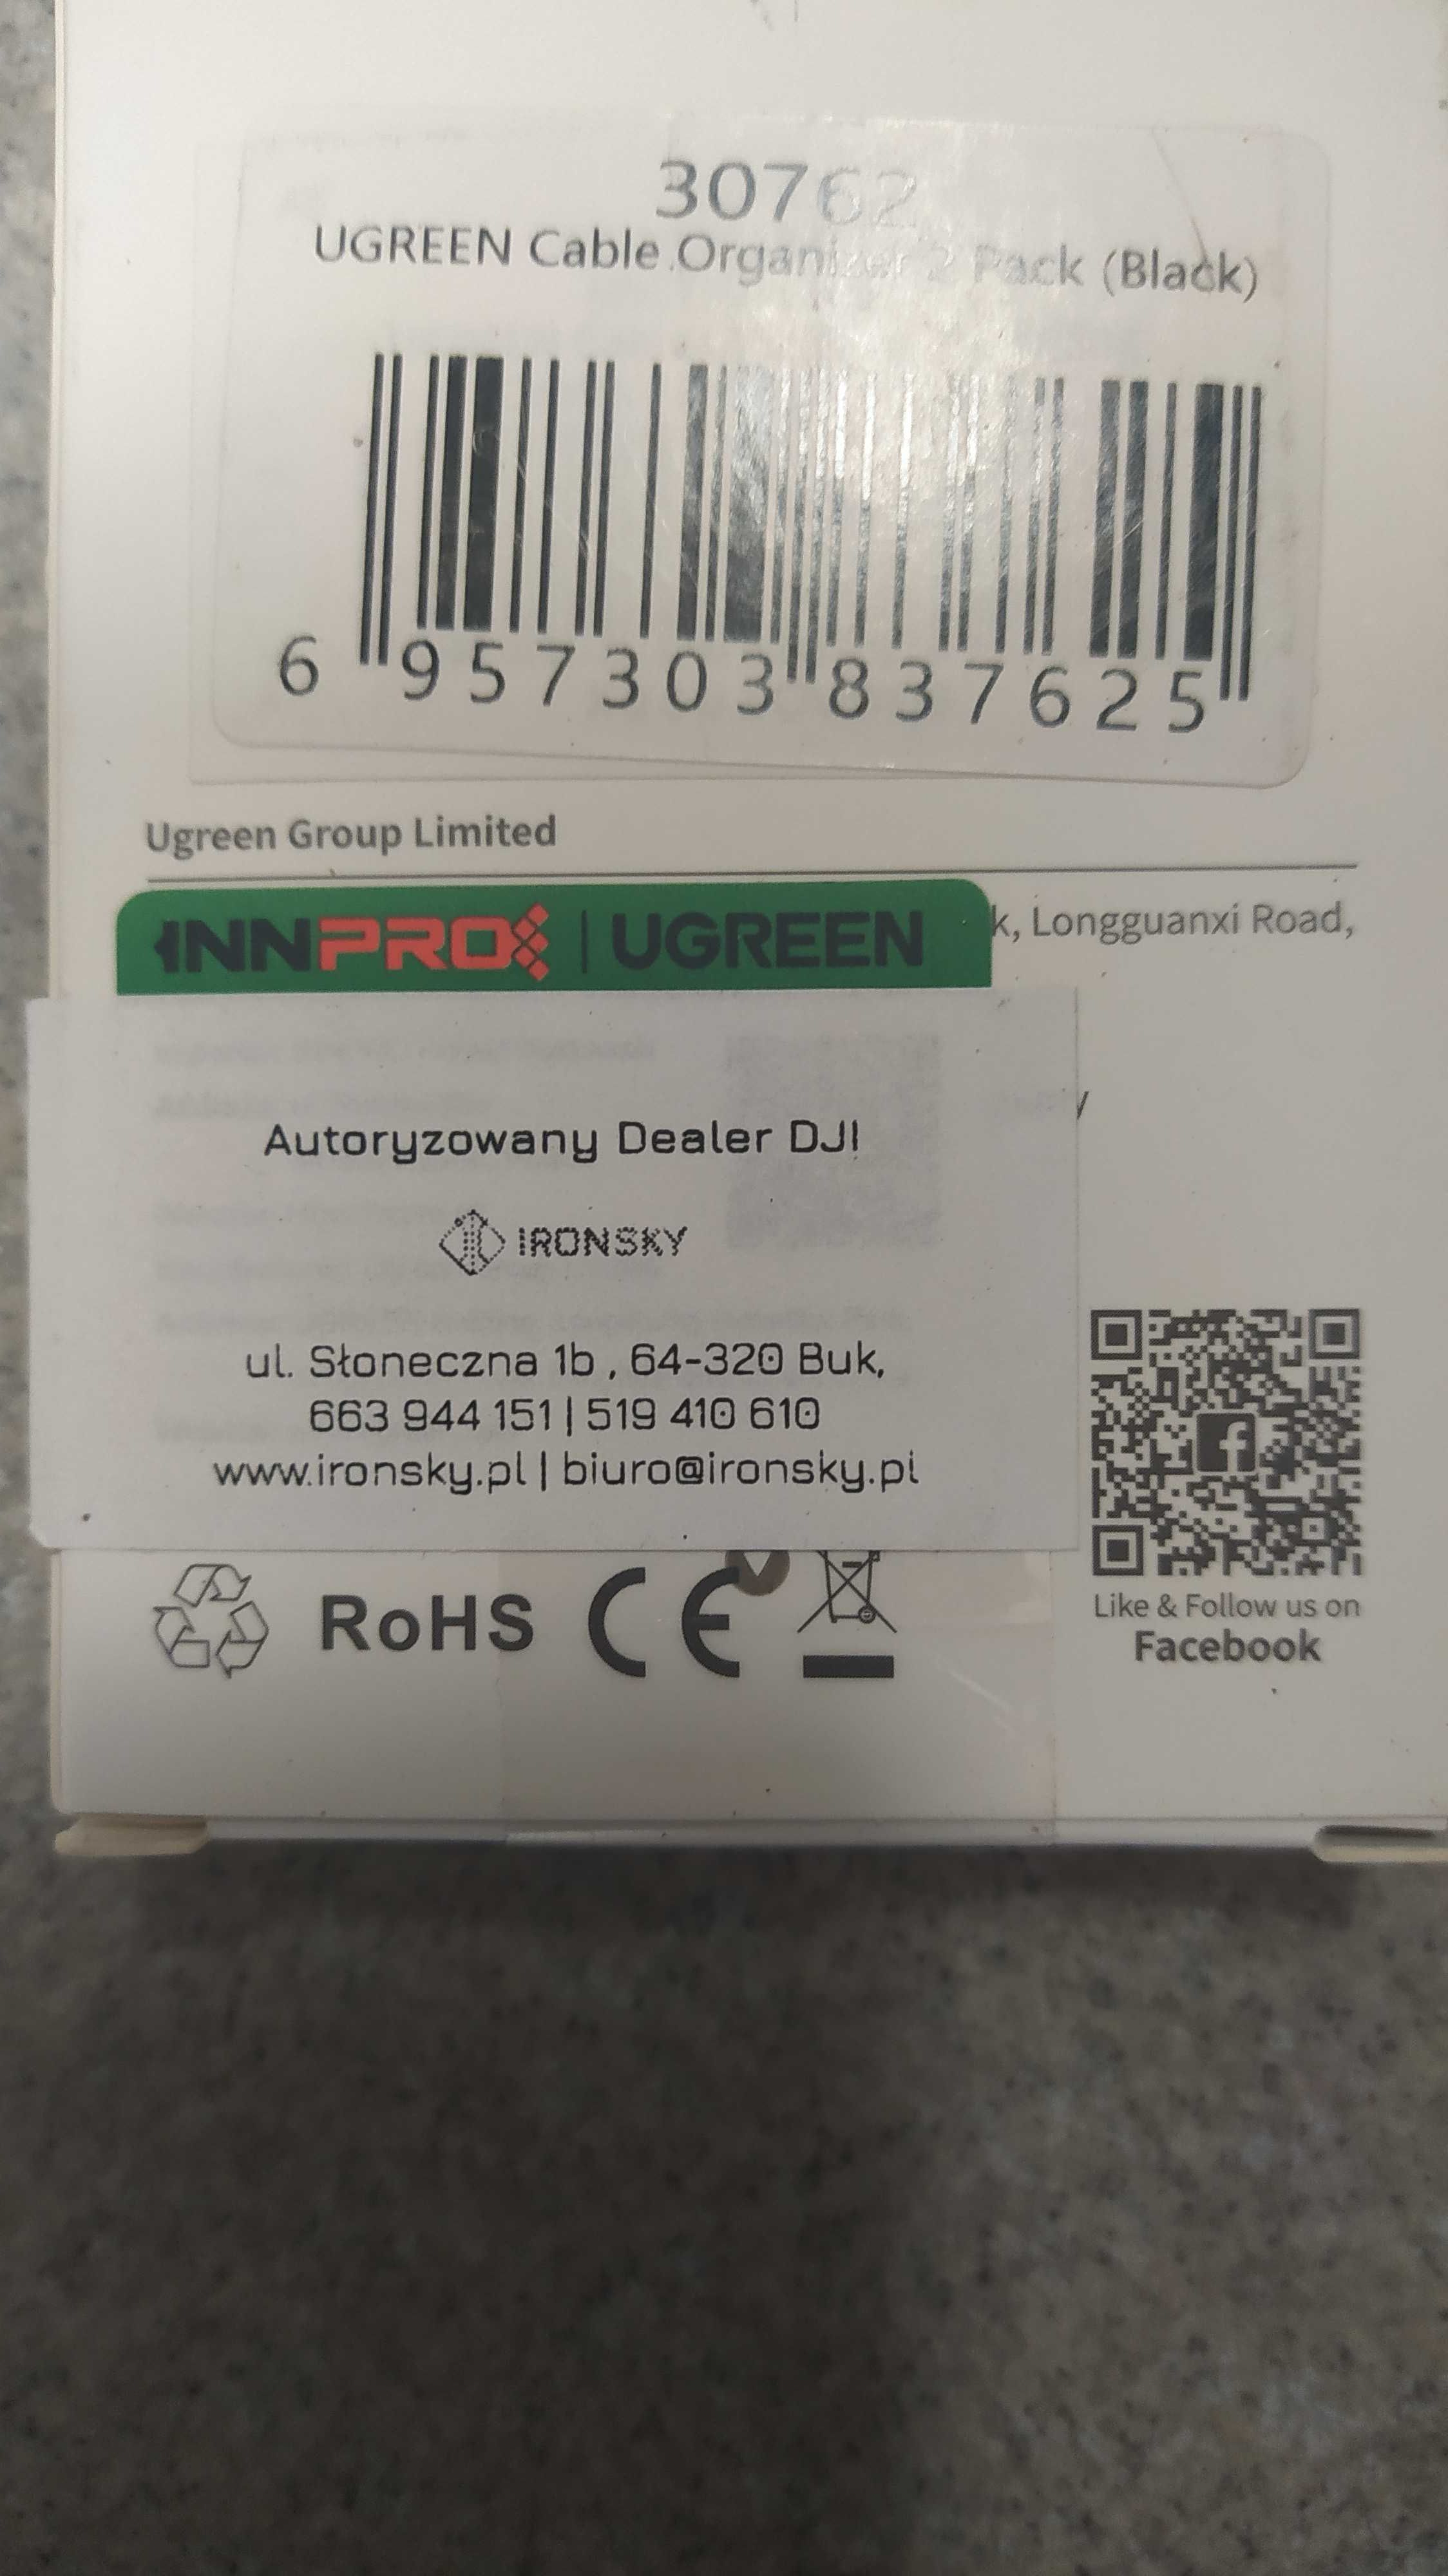 30762
UGREEN Cable Organizer 2 Pack (Black)
6 957303 837625
Ugreen Group Limited
INNPRO | UGREEN
k, Longguanxi Road,
y
Autoryzowany Dealer DJI
IRONSKY
ul. Słoneczna 1b , 64-320 Buk,
663 944 151 | 519 410 610
www.ironsky.pl | biuro@ironsky.pl
RoHS CE
Like & Follow us on
Facebook